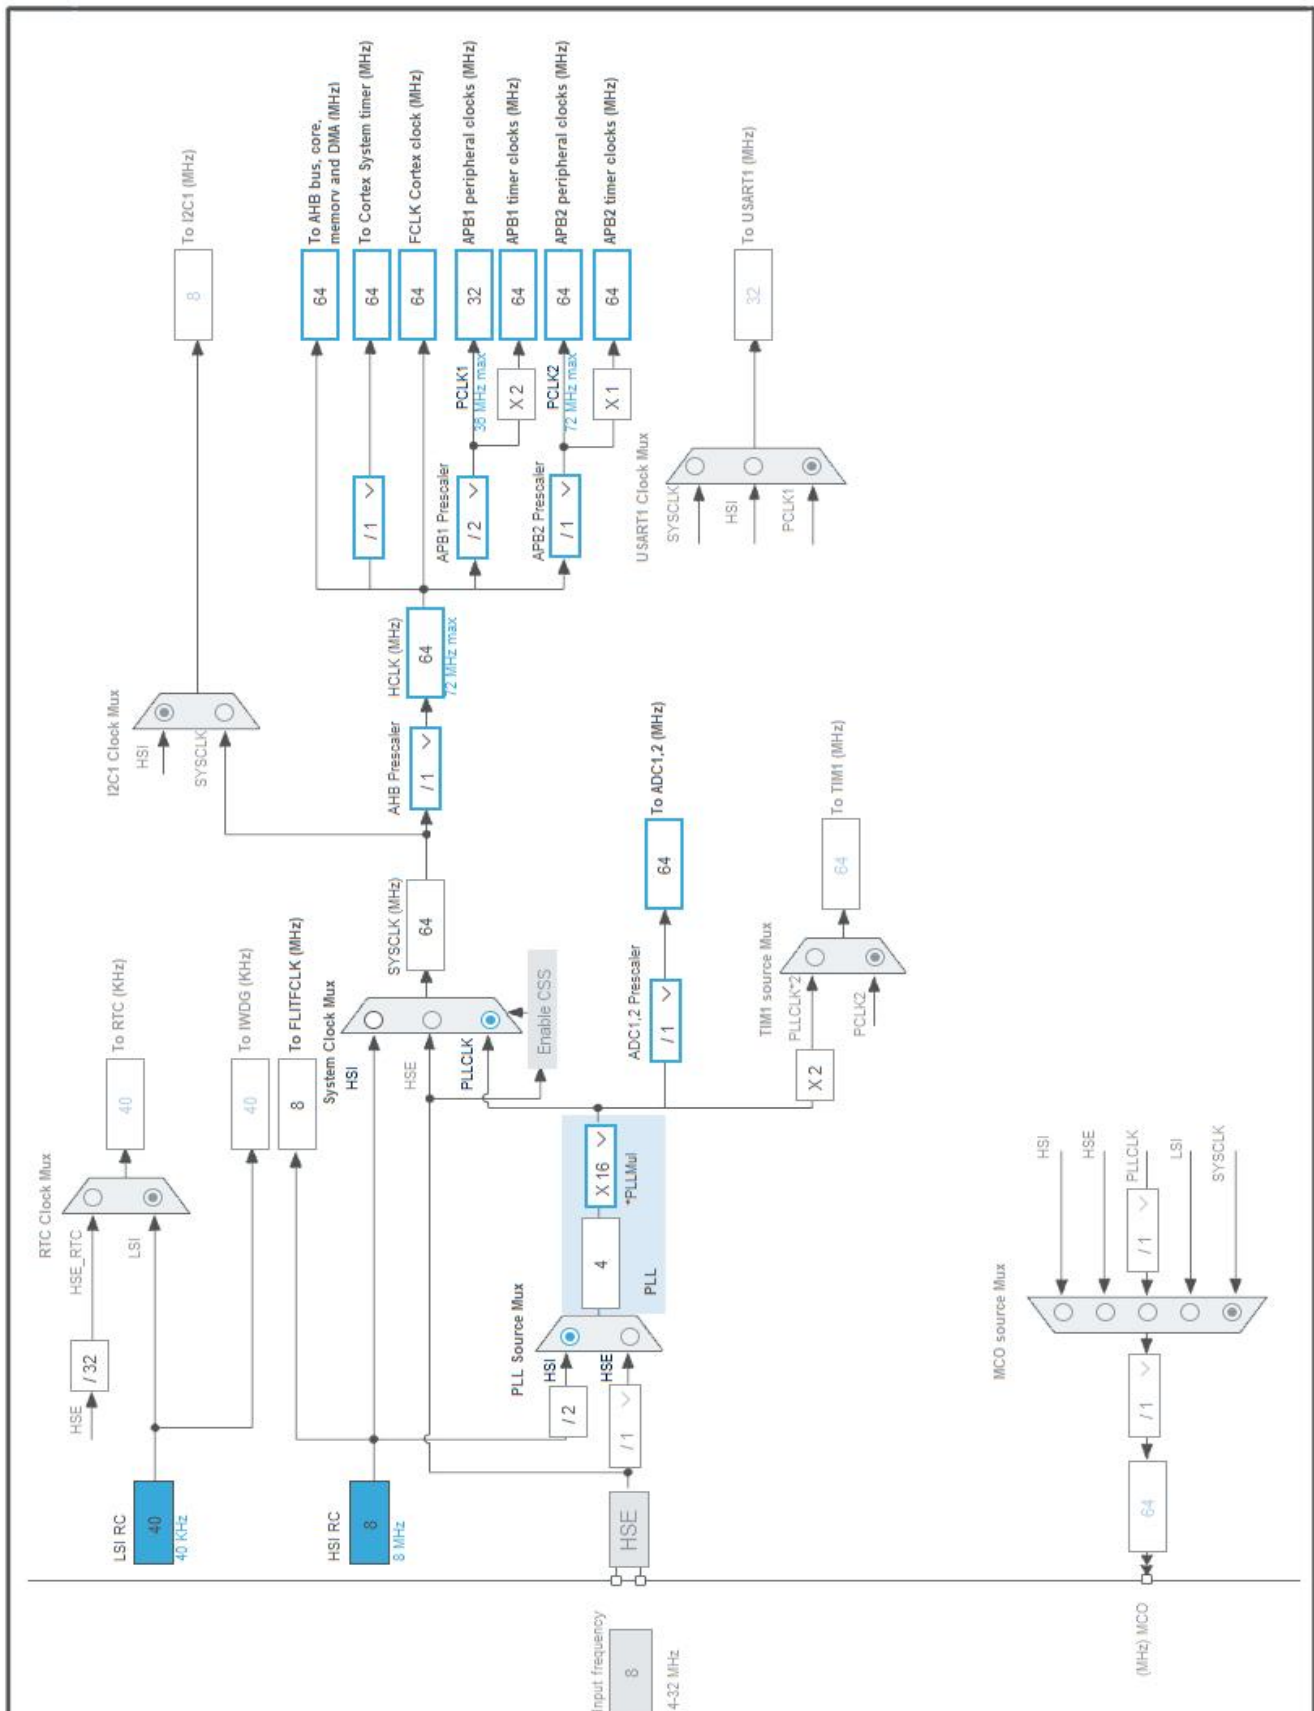 RTC Clock Mux
HSE
/ 32
HSE_RTC
LSI
40
To RTC (KHz)
LSI RC
40
40 KHz
40
To IWDG (KHz)
I2C1 Clock Mux
HSI
SYSCLK
8
To I2C1 (MHz)
8
To FLITFCLK (MHz)
HSI RC
8
8 MHz
System Clock Mux
HSI
HSE
PLLCLK
Enable CSS
SYSCLK (MHz)
64
AHB Prescaler
/ 1
HCLK (MHz)
64
72 MHz max
64
To AHB bus, core,
memory and DMA (MHz)
/ 1
64
To Cortex System timer (MHz)
64
FCLK Cortex clock (MHz)
APB1 Prescaler
/ 2
PCLK1
36 MHz max
32
APB1 peripheral clocks (MHz)
X 2
64
APB1 timer clocks (MHz)
APB2 Prescaler
/ 1
PCLK2
72 MHz max
64
APB2 peripheral clocks (MHz)
X 1
64
APB2 timer clocks (MHz)
Input frequency
8
4-32 MHz
HSE
PLL Source Mux
/ 2
HSI
/ 1
HSE
4
X 16
*PLLMul
PLL
ADC1,2 Prescaler
/ 1
64
To ADC1,2 (MHz)
USART1 Clock Mux
SYSCLK
HSI
PCLK1
32
To USART1 (MHz)
TIM1 source Mux
X 2
PLLCLK*2
PCLK2
64
To TIM1 (MHz)
MCO source Mux
HSI
HSE
/ 1
PLLCLK
LSI
SYSCLK
/ 1
64
(MHz) MCO